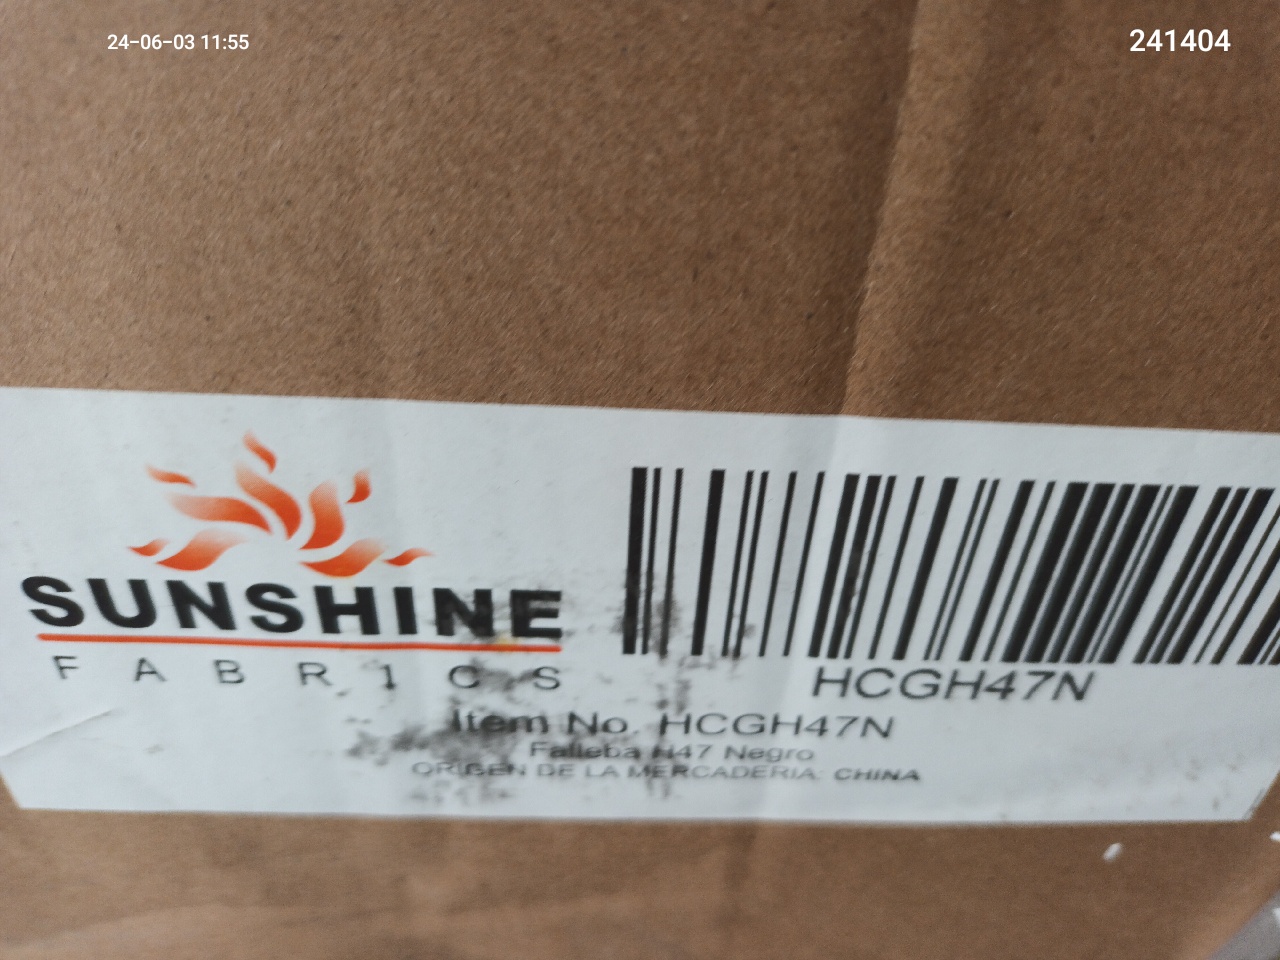 24-06-03 11:55
241404
SUNSHINE
FABRICS
HCGH47N
Item No. HCGH47N
Falleba H47 Negro
ORIGEN DE LA MERCADERIA: CHINA